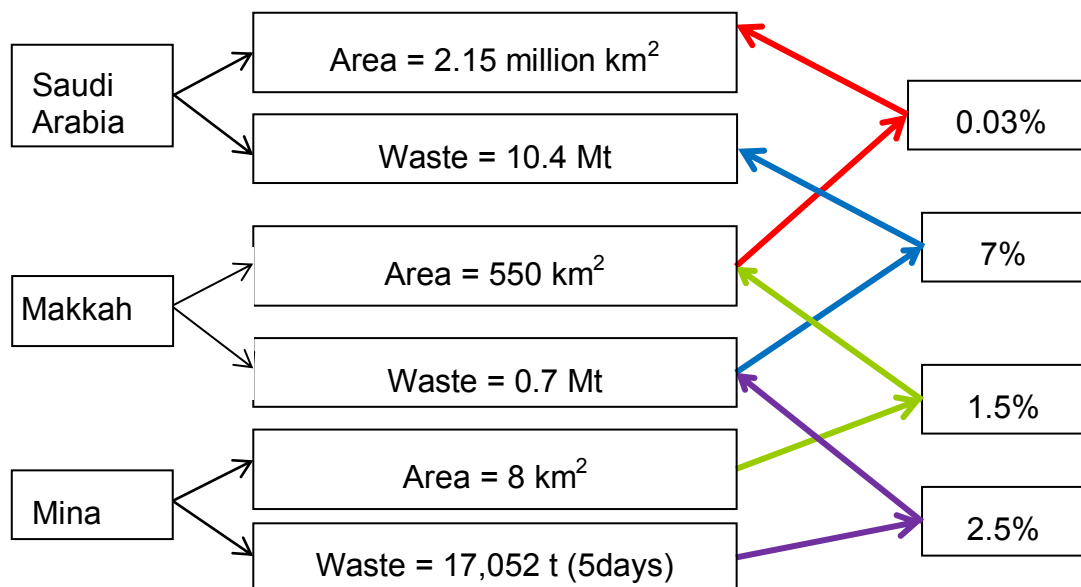 Saudi
Arabia
Area = 2.15 million km²
Waste = 10.4 Mt
0.03%
7%
Makkah
Area = 550 km²
Waste = 0.7 Mt
1.5%
Mina
Area = 8 km²
Waste = 17,052 t (5days)
2.5%